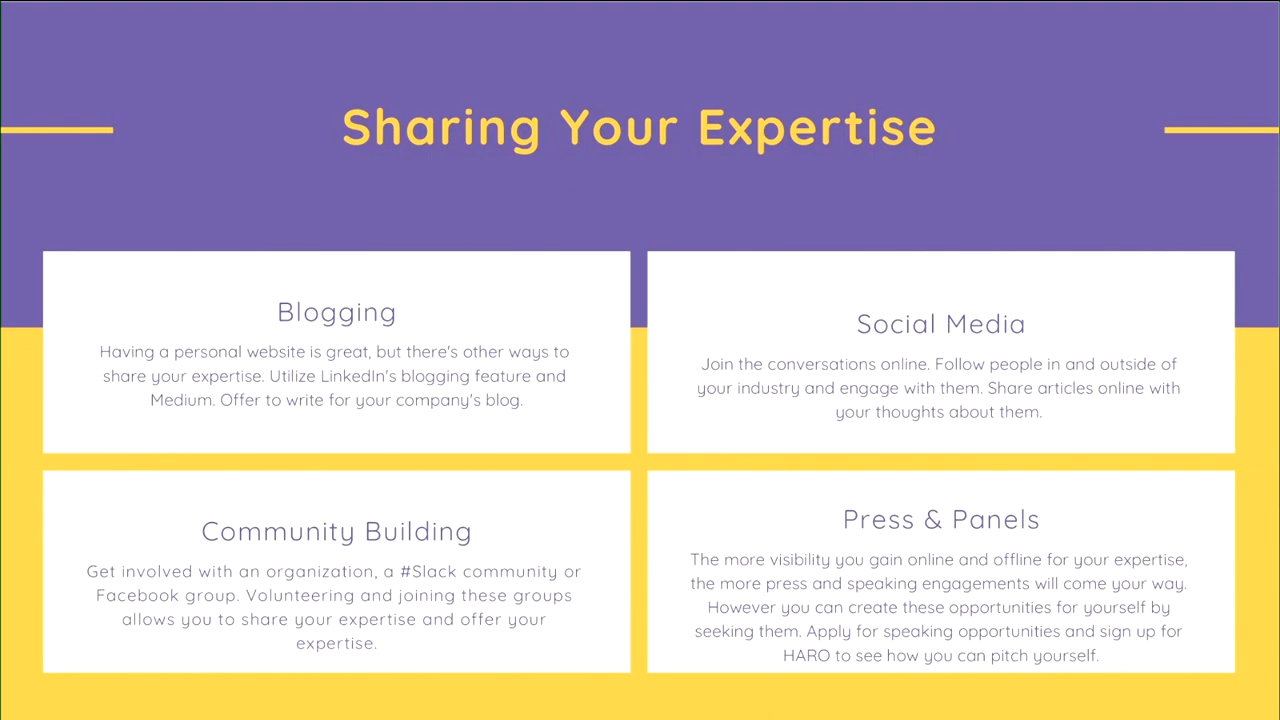 Sharing Your Expertise
Blogging
Having a personal website is great, but there's other ways to
share your expertise. Utilize LinkedIn's blogging feature and
Medium. Offer to write for your company's blog.
Social Media
Join the conversations online. Follow people in and outside of
your industry and engage with them. Share articles online with
your thoughts about them.
Community Building
Get involved with an organization, a #Slack community or
Facebook group. Volunteering and joining these groups
allows you to share your expertise and offer your
expertise.
Press & Panels
The more visibility you gain online and offline for your expertise,
the more press and speaking engagements will come your way.
However you can create these opportunities for yourself by
seeking them. Apply for speaking opportunities and sign up for
HARO to see how you can pitch yourself.